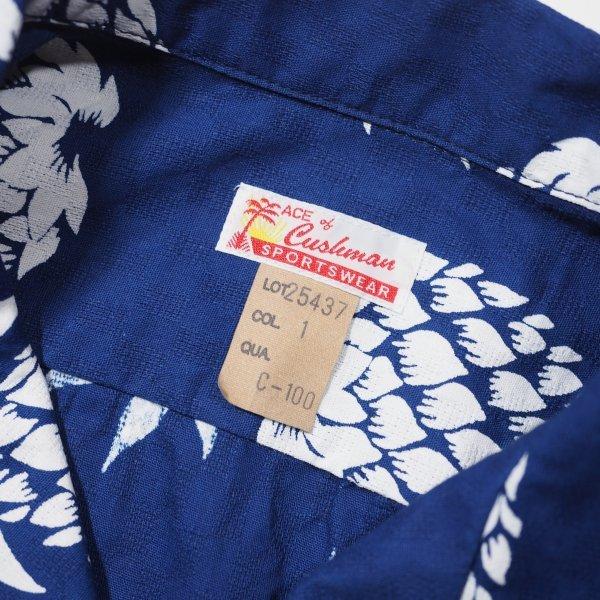 ACE of
Cushman
SPORTSWEAR
LOT 25437
COL. 1
QUA.
C-100